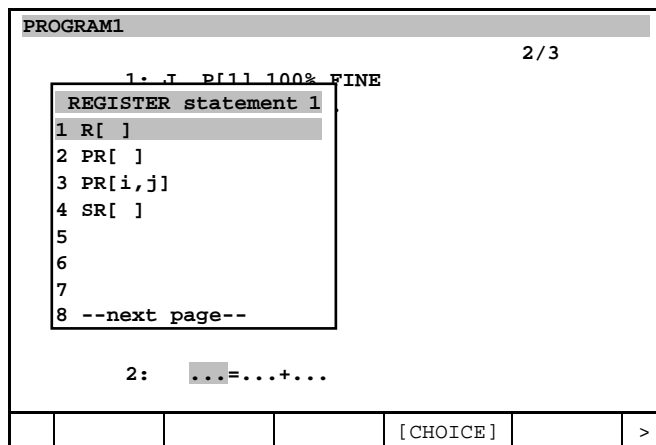 PROGRAM1
2/3
1: J P[1] 100% FINE
REGISTER statement 1
1 R[ ]
2 PR[ ]
3 PR[i,j]
4 SR[ ]
5
6
7
8 --next page--
2: ...=...+...
[CHOICE] >